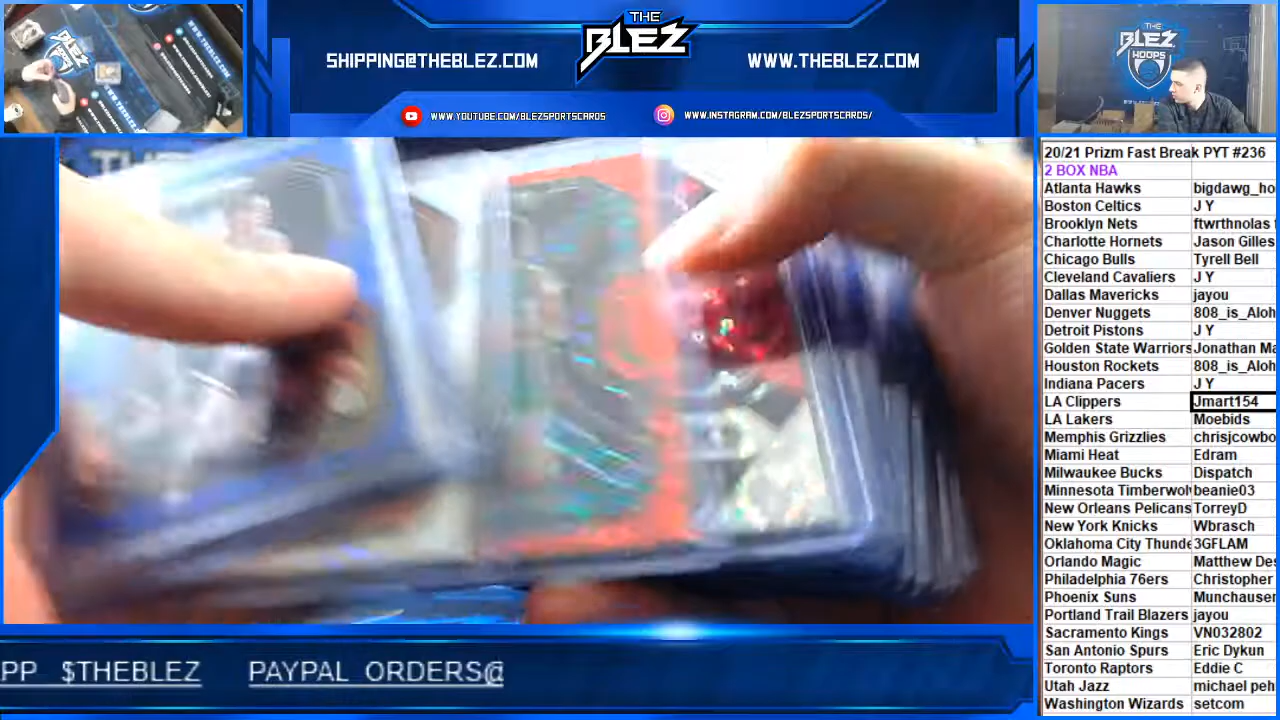 THE
BLEZ
SHIPPING@THEBLEZ.COM
WWW.THEBLEZ.COM
WWW.YOUTUBE.COM/BLEZSPORTSCARDS
WWW.INSTAGRAM.COM/BLEZSPORTSCARDS/
THE
BLEZ
HOOPS
20/21 Prizm Fast Break PYT #236
2 BOX NBA
Atlanta Hawks bigdawg_ho
Boston Celtics J Y
Brooklyn Nets ftwrthnolas
Charlotte Hornets Jason Gilles
Chicago Bulls Tyrell Bell
Cleveland Cavaliers J Y
Dallas Mavericks jayou
Denver Nuggets 808_is_Aloh
Detroit Pistons J Y
Golden State Warriors Jonathan Ma
Houston Rockets 808_is_Aloh
Indiana Pacers J Y
LA Clippers Jmart154
LA Lakers Moebids
Memphis Grizzlies chrisjcowbo
Miami Heat Edram
Milwaukee Bucks Dispatch
Minnesota Timberwolv beanie03
New Orleans Pelicans TorreyD
New York Knicks Wbrasch
Oklahoma City Thunde 3GFLAM
Orlando Magic Matthew Des
Philadelphia 76ers Christopher
Phoenix Suns Munchausen
Portland Trail Blazers jayou
Sacramento Kings VN032802
San Antonio Spurs Eric Dykun
Toronto Raptors Eddie C
Utah Jazz michael peh
Washington Wizards setcom
PP $THEBLEZ PAYPAL ORDERS@